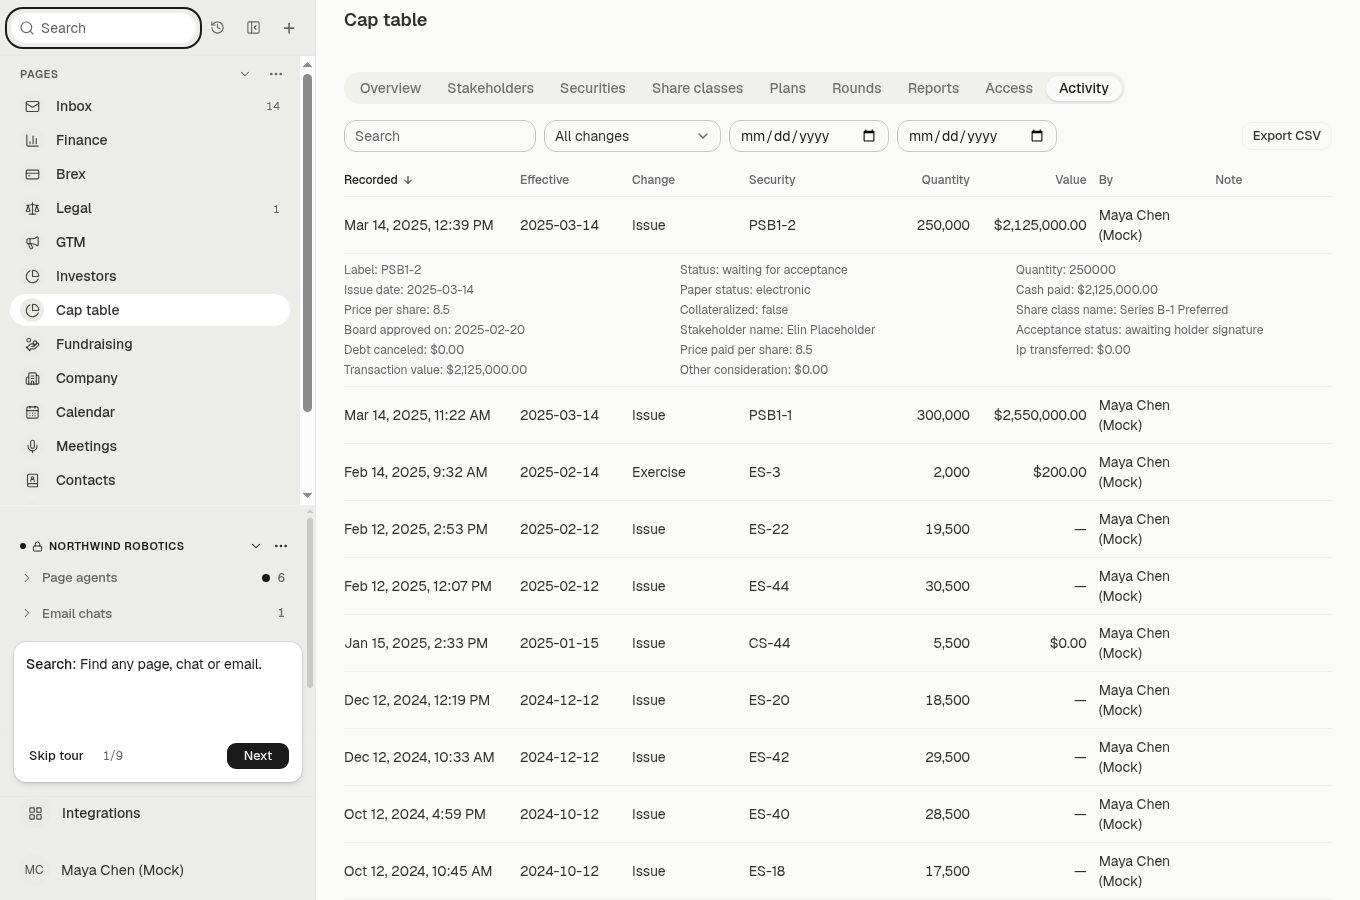 Search
PAGES
Inbox 14
Finance
Brex
Legal 1
GTM
Investors
Cap table
Fundraising
Company
Calendar
Meetings
Contacts
NORTHWIND ROBOTICS
Page agents 6
Email chats 1
Search: Find any page, chat or email.
Skip tour 1/9 Next
Integrations
MC Maya Chen (Mock)
Cap table
Overview Stakeholders Securities Share classes Plans Rounds Reports Access Activity
Search All changes mm/dd/yyyy mm/dd/yyyy Export CSV
Recorded Effective Change Security Quantity Value By Note
Mar 14, 2025, 12:39 PM 2025-03-14 Issue PSB1-2 250,000 $2,125,000.00 Maya Chen
(Mock)
Label: PSB1-2 Status: waiting for acceptance Quantity: 250000
Issue date: 2025-03-14 Paper status: electronic Cash paid: $2,125,000.00
Price per share: 8.5 Collateralized: false Share class name: Series B-1 Preferred
Board approved on: 2025-02-20 Stakeholder name: Elin Placeholder Acceptance status: awaiting holder signature
Debt canceled: $0.00 Price paid per share: 8.5 Ip transferred: $0.00
Transaction value: $2,125,000.00 Other consideration: $0.00
Mar 14, 2025, 11:22 AM 2025-03-14 Issue PSB1-1 300,000 $2,550,000.00 Maya Chen
(Mock)
Feb 14, 2025, 9:32 AM 2025-02-14 Exercise ES-3 2,000 $200.00 Maya Chen
(Mock)
Feb 12, 2025, 2:53 PM 2025-02-12 Issue ES-22 19,500 — Maya Chen
(Mock)
Feb 12, 2025, 12:07 PM 2025-02-12 Issue ES-44 30,500 — Maya Chen
(Mock)
Jan 15, 2025, 2:33 PM 2025-01-15 Issue CS-44 5,500 $0.00 Maya Chen
(Mock)
Dec 12, 2024, 12:19 PM 2024-12-12 Issue ES-20 18,500 — Maya Chen
(Mock)
Dec 12, 2024, 10:33 AM 2024-12-12 Issue ES-42 29,500 — Maya Chen
(Mock)
Oct 12, 2024, 4:59 PM 2024-10-12 Issue ES-40 28,500 — Maya Chen
(Mock)
Oct 12, 2024, 10:45 AM 2024-10-12 Issue ES-18 17,500 — Maya Chen
(Mock)